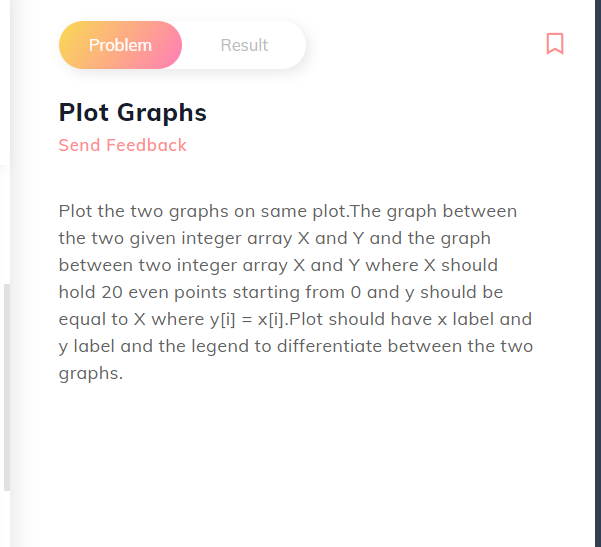 Problem
Result
Plot Graphs
Send Feedback
Plot the two graphs on same plot.The graph between
the two given integer array X and Y and the graph
between two integer array X and Y where X should
hold 20 even points starting from 0 and y should be
equal to X where y[i] = x[i].Plot should have x label and
y label and the legend to differentiate between the two
graphs.